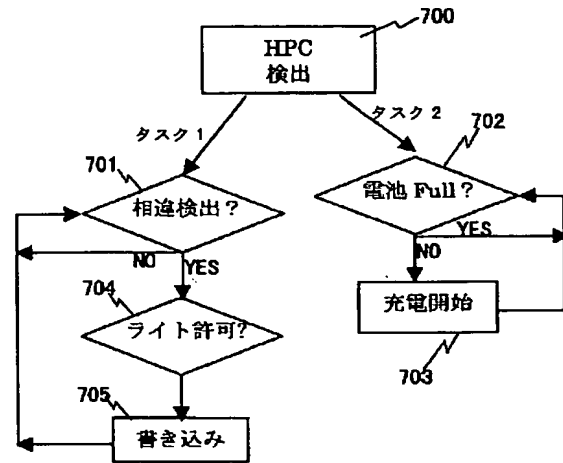 700
HPC
検出
タスク1
タスク2
701
702
相違検出？
電池 Full？
NO
YES
YES
NO
704
ライト許可?
充電開始
703
705
書き込み